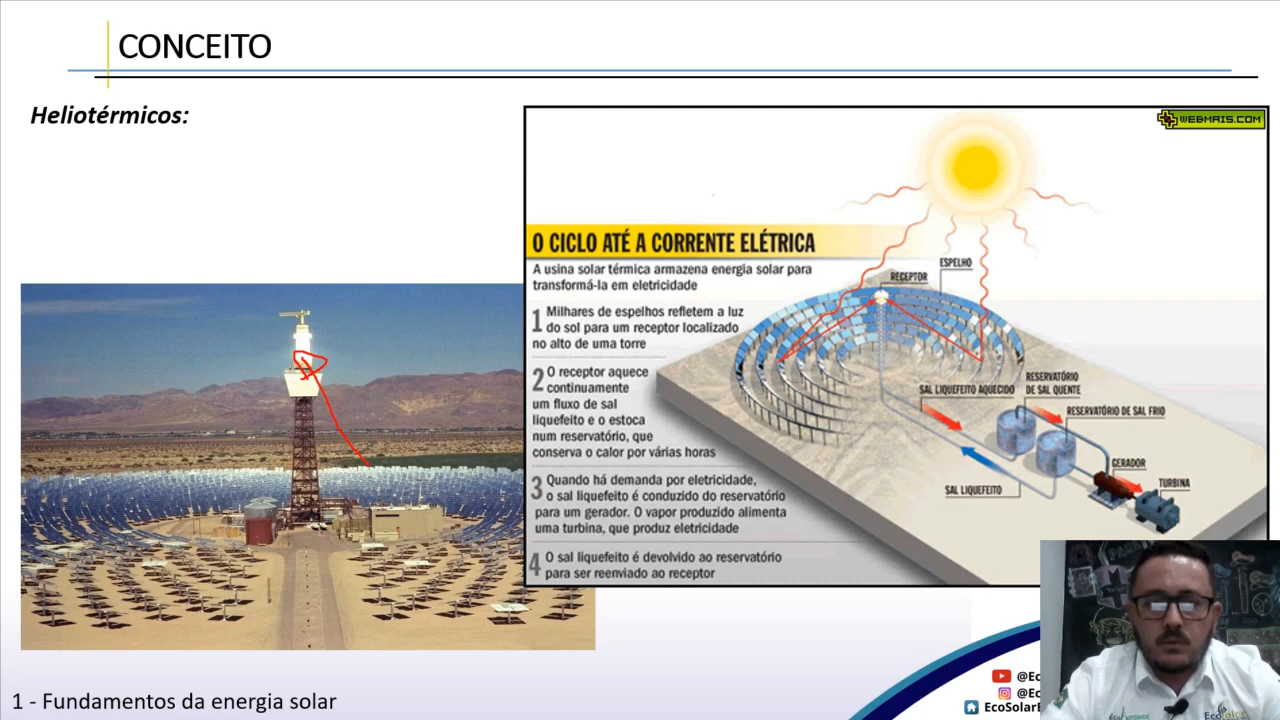 CONCEITO
Heliotérmicos:
WEBMAIS.COM
O CICLO ATÉ A CORRENTE ELÉTRICA
A usina solar térmica armazena energia solar para
transformá-la em eletricidade
1 Milhares de espelhos refletem a luz
do sol para um receptor localizado
no alto de uma torre
2 O receptor aquece
continuamente
um fluxo de sal
liquefeito e o estoca
num reservatório, que
conserva o calor por várias horas
3 Quando há demanda por eletricidade,
o sal liquefeito é conduzido do reservatório
para um gerador. O vapor produzido alimenta
uma turbina, que produz eletricidade
4 O sal liquefeito é devolvido ao reservatório
para ser reenviado ao receptor
ESPELHO
RECEPTOR
SAL LIQUEFEITO AQUECIDO
RESERVATÓRIO
DE SAL QUENTE
RESERVATÓRIO DE SAL FRIO
GERADOR
TURBINA
SAL LIQUEFEITO
@Ec
@Ec
EcoSolarE
1 - Fundamentos da energia solar